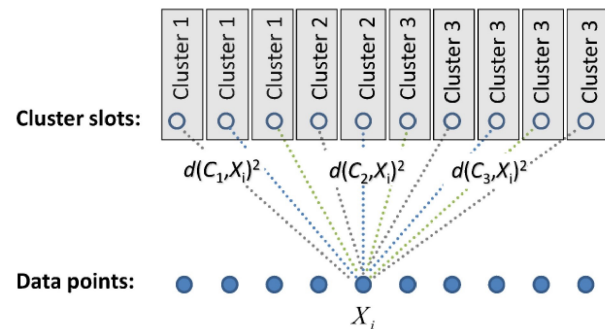 Cluster 1
Cluster 1
Cluster 1
Cluster 2
Cluster 2
Cluster 3
Cluster 3
Cluster 3
Cluster 3
Cluster 3
Cluster slots:
d(C₁,Xᵢ)² d(C₂,Xᵢ)² d(C₃,Xᵢ)²
Data points:
Xᵢ